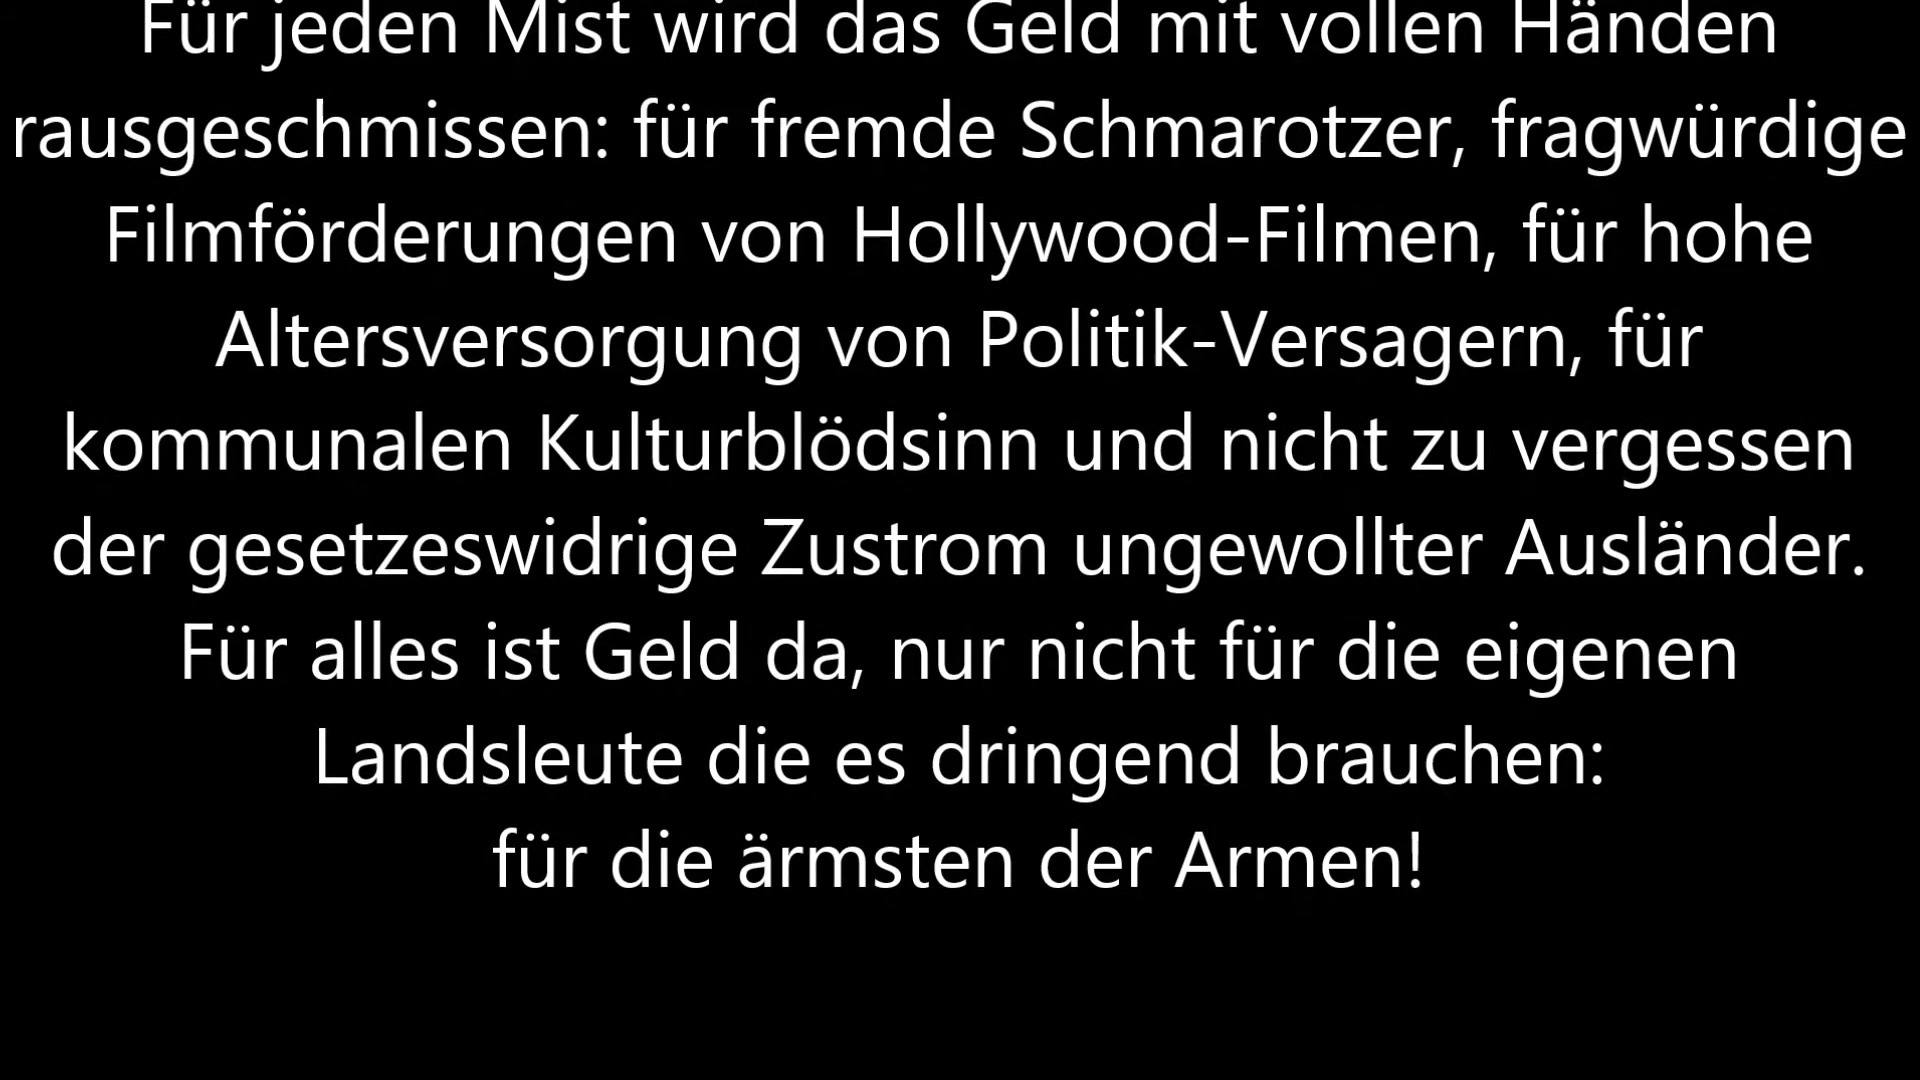 Für jeden Mist wird das Geld mit vollen Händen
rausgeschmissen: für fremde Schmarotzer, fragwürdige
Filmförderungen von Hollywood-Filmen, für hohe
Altersversorgung von Politik-Versagern, für
kommunalen Kulturblödsinn und nicht zu vergessen
der gesetzeswidrige Zustrom ungewollter Ausländer.
Für alles ist Geld da, nur nicht für die eigenen
Landsleute die es dringend brauchen:
für die ärmsten der Armen!